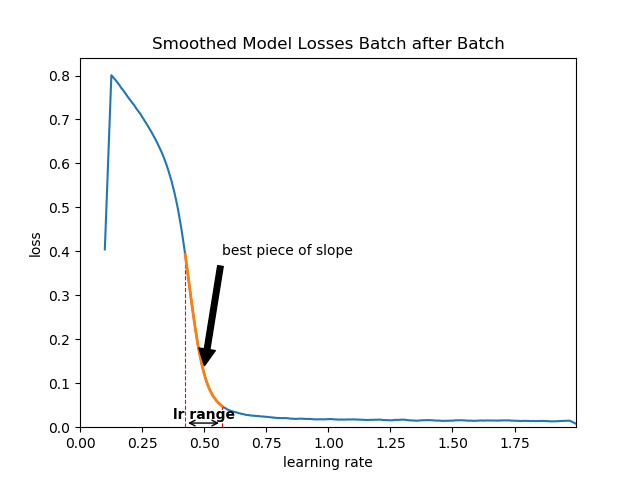 Smoothed Model Losses Batch after Batch
0.8
0.7
0.6
0.5
0.4
0.3
0.2
0.1
0.0
loss
best piece of slope
lr range
0.00 0.25 0.50 0.75 1.00 1.25 1.50 1.75
learning rate